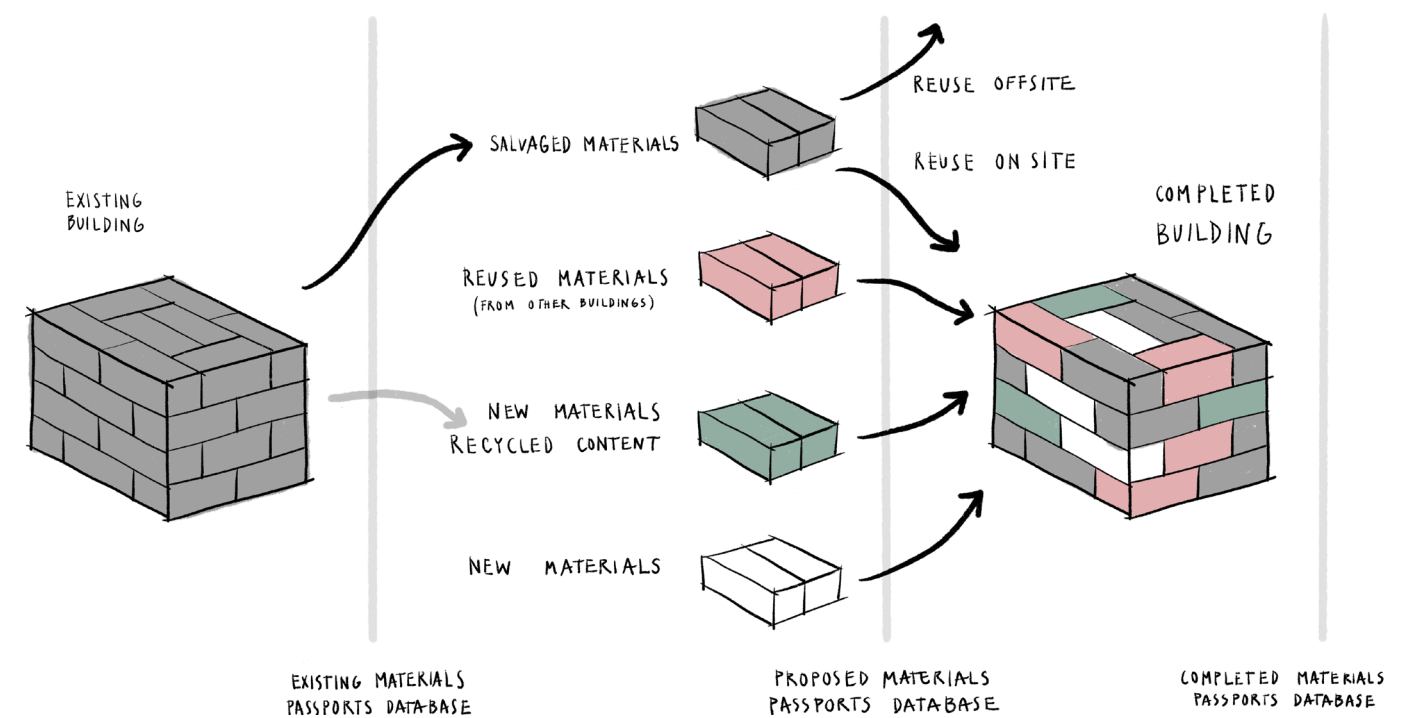 EXISTING
BUILDING
SALVAGED MATERIALS
REUSE OFFSITE
REUSE ON SITE
REUSED MATERIALS
(FROM OTHER BUILDINGS)
NEW MATERIALS
RECYCLED CONTENT
NEW MATERIALS
COMPLETED
BUILDING
EXISTING MATERIALS
PASSPORTS DATABASE
PROPOSED MATERIALS
PASSPORTS DATABASE
COMPLETED MATERIALS
PASSPORTS DATABASE